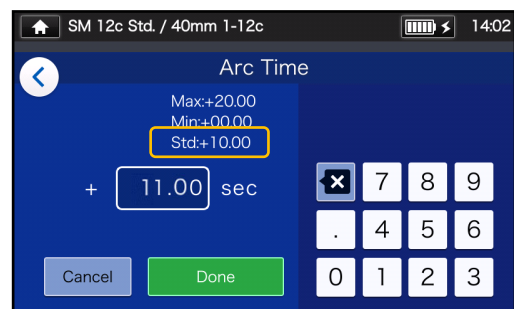 SM 12c Std. / 40mm 1-12c 14:02
Arc Time
Max:+20.00
Min:+00.00
Std:+10.00
+ 11.00 sec
7 8 9
. 4 5 6
Cancel Done 0 1 2 3